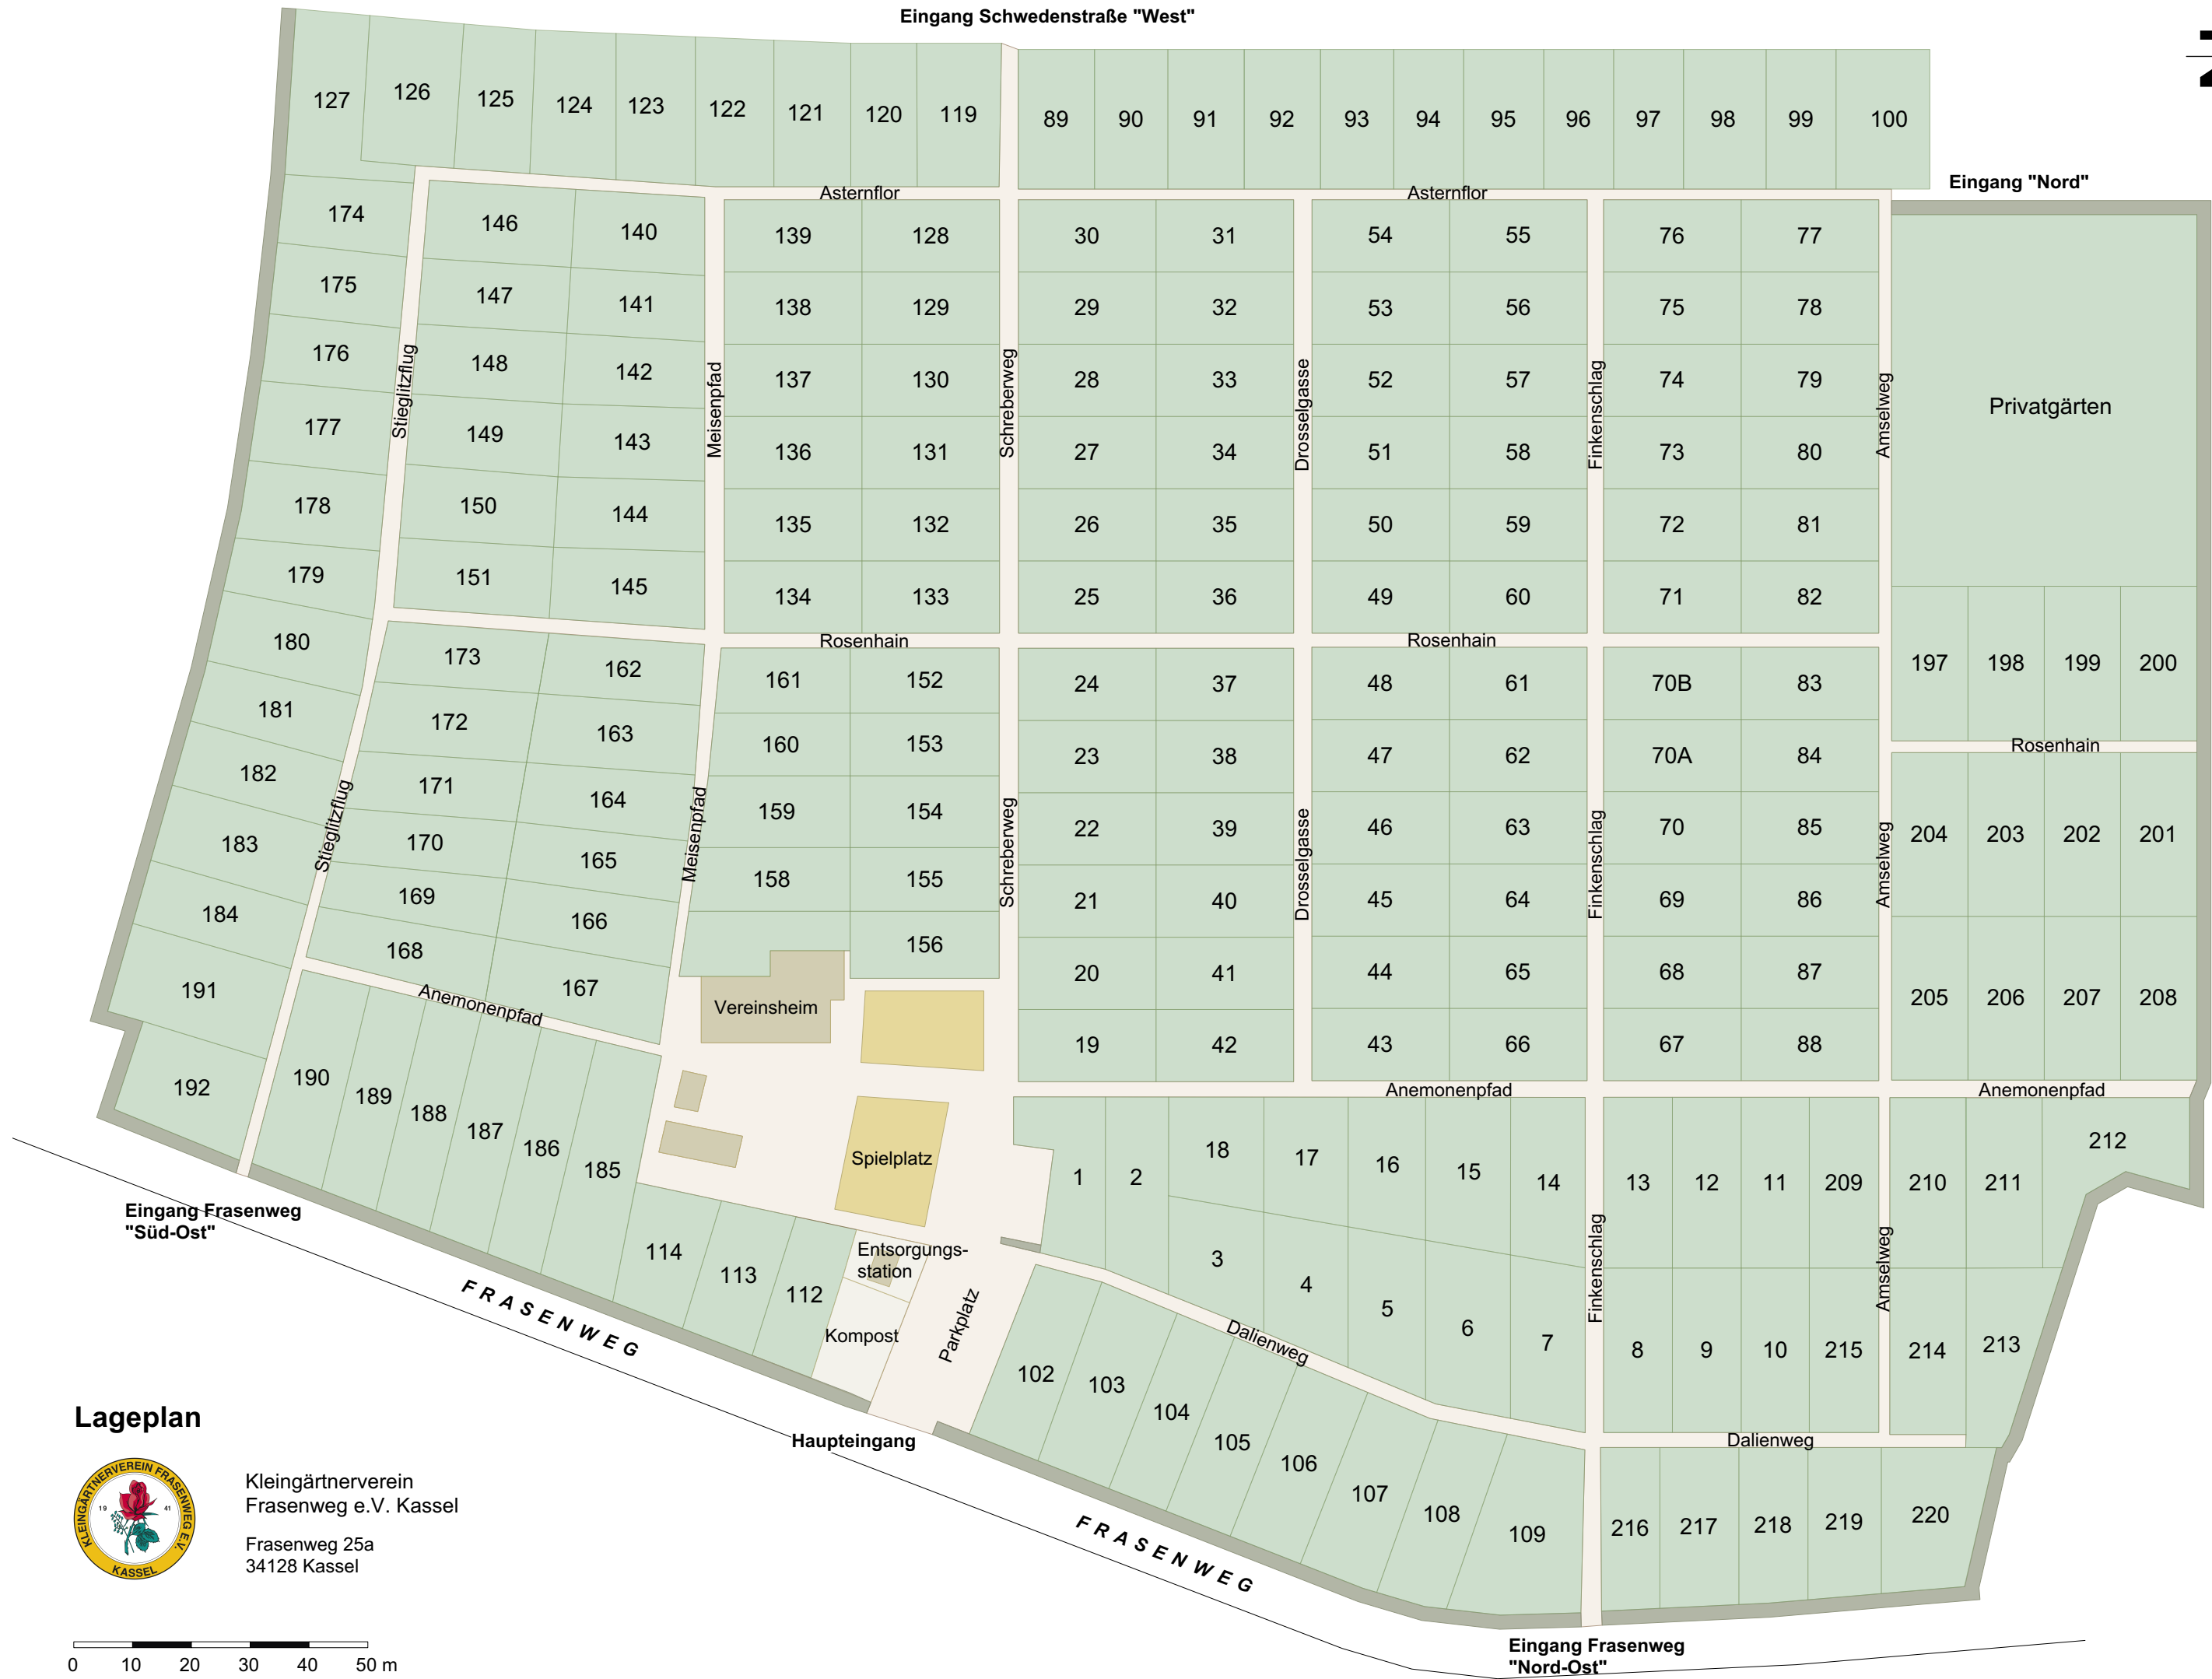 Eingang Schwedenstraße "West"
127 126 125 124 123 122 121 120 119 89 90 91 92 93 94 95 96 97 98 99 100
Eingang "Nord"
Asternflor Asternflor
174 146 140 139 128 30 31 54 55 76 77
175 147 141 138 129 29 32 53 56 75 78
176 148 142 137 130 28 33 52 57 74 79
Stieglitzflug Meisenpfad Schreberweg Drosselgasse Finkenschlag Amselweg
Privatgärten
177 149 143 136 131 27 34 51 58 73 80
178 150 144 135 132 26 35 50 59 72 81
179 151 145 134 133 25 36 49 60 71 82
Rosenhain Rosenhain
180 173 162 161 152 24 37 48 61 70B 83 197 198 199 200
181 172 163 160 153 23 38 47 62 70A 84
Rosenhain
182 171 164 159 154 22 39 46 63 70 85 204 203 202 201
Stieglitzflug Meisenpfad Schreberweg Drosselgasse Finkenschlag Amselweg
183 170 165 158 155 21 40 45 64 69 86
184 169 166 156 20 41 44 65 68 87 205 206 207 208
191 168 167 19 42 43 66 67 88
Anemonenpfad
Vereinsheim
Anemonenpfad Anemonenpfad
192 190 189 188 187 186 185
Spielplatz
1 2 18 17 16 15 14 13 12 11 209 210 211 212
3 4 5 6 7 8 9 10 215 214 213
Finkenschlag Amselweg
Eingang Frasenweg
"Süd-Ost"
114 113 112
Entsorgungs-
station
Kompost
Parkplatz
Dalienweg
FRASENWEG
102 103 104 105 106 107 108 109
Dalienweg
216 217 218 219 220
Haupteingang
FRASENWEG
Eingang Frasenweg
"Nord-Ost"
Lageplan
KLEINGÄRTNERVEREIN FRASENWEG E.V.
19 41
KASSEL
Kleingärtnerverein
Frasenweg e.V. Kassel
Frasenweg 25a
34128 Kassel
0 10 20 30 40 50 m